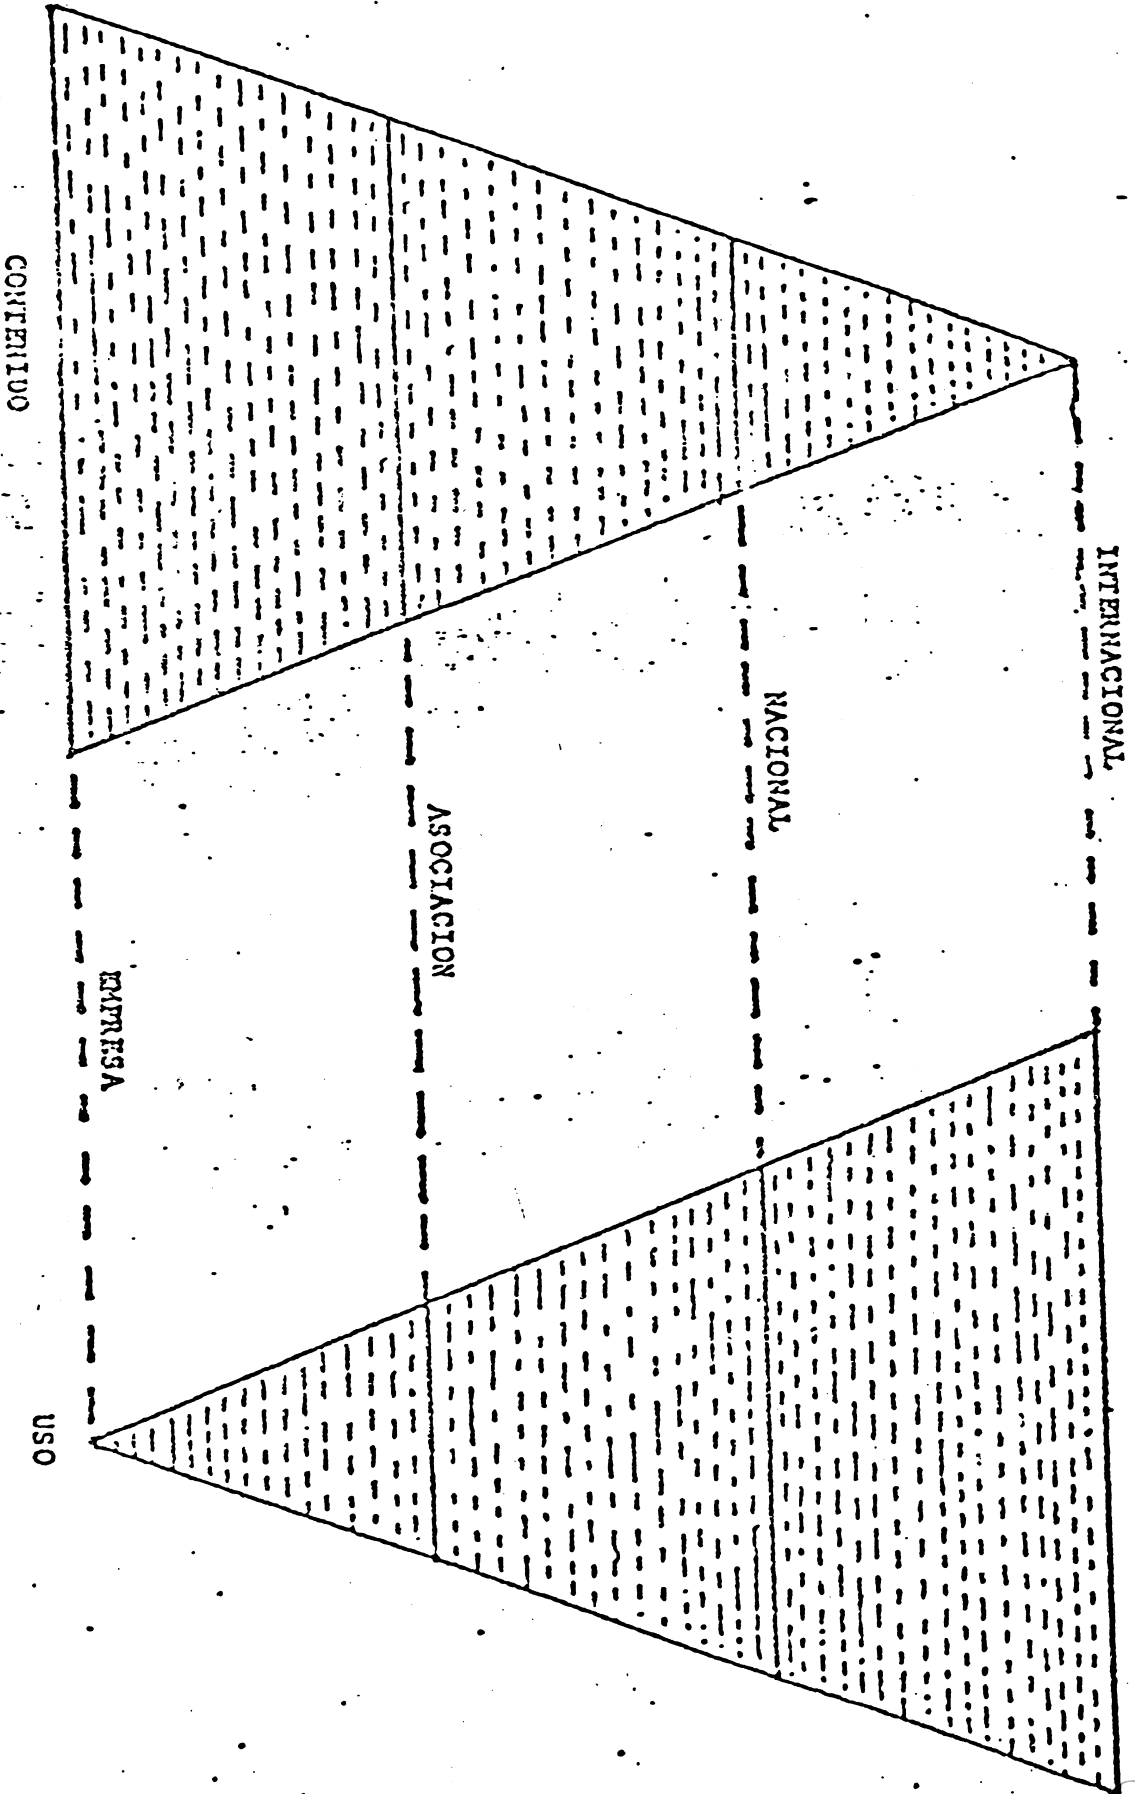 INTERNACIONAL
NACIONAL
ASOCIACION
EMPRESA
CONTENIDO
USO